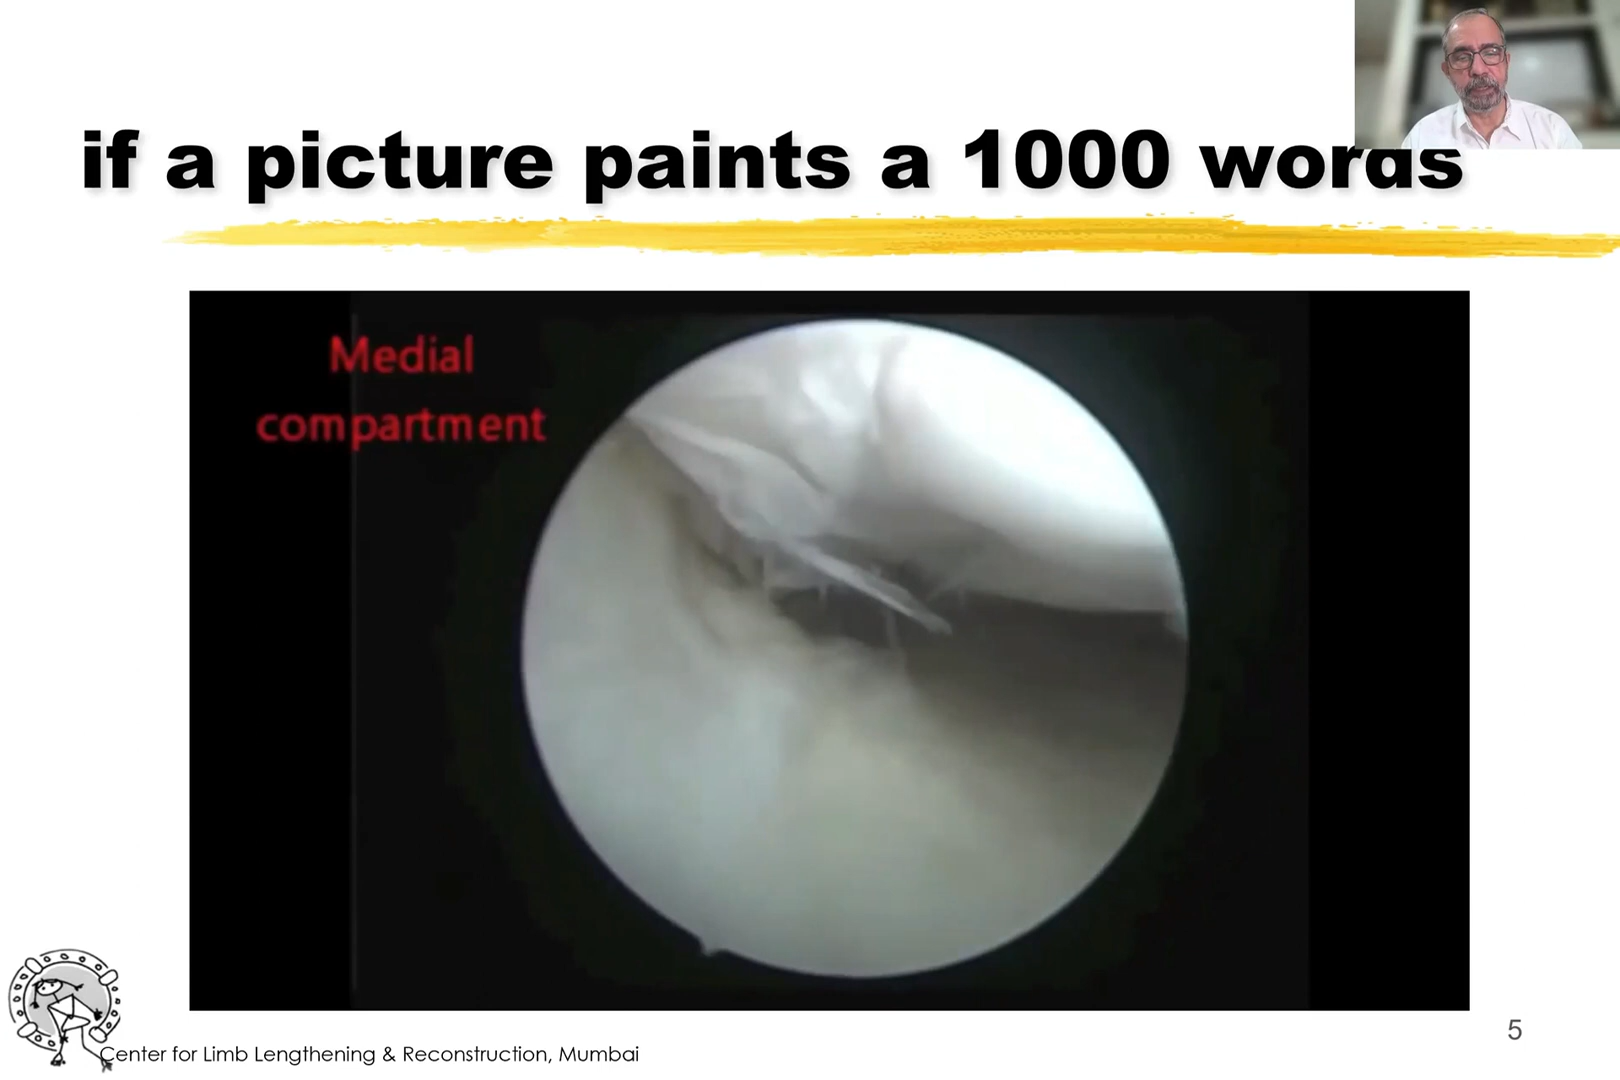 if a picture paints a 1000 words
Medial
compartment
5
Center for Limb Lengthening & Reconstruction, Mumbai